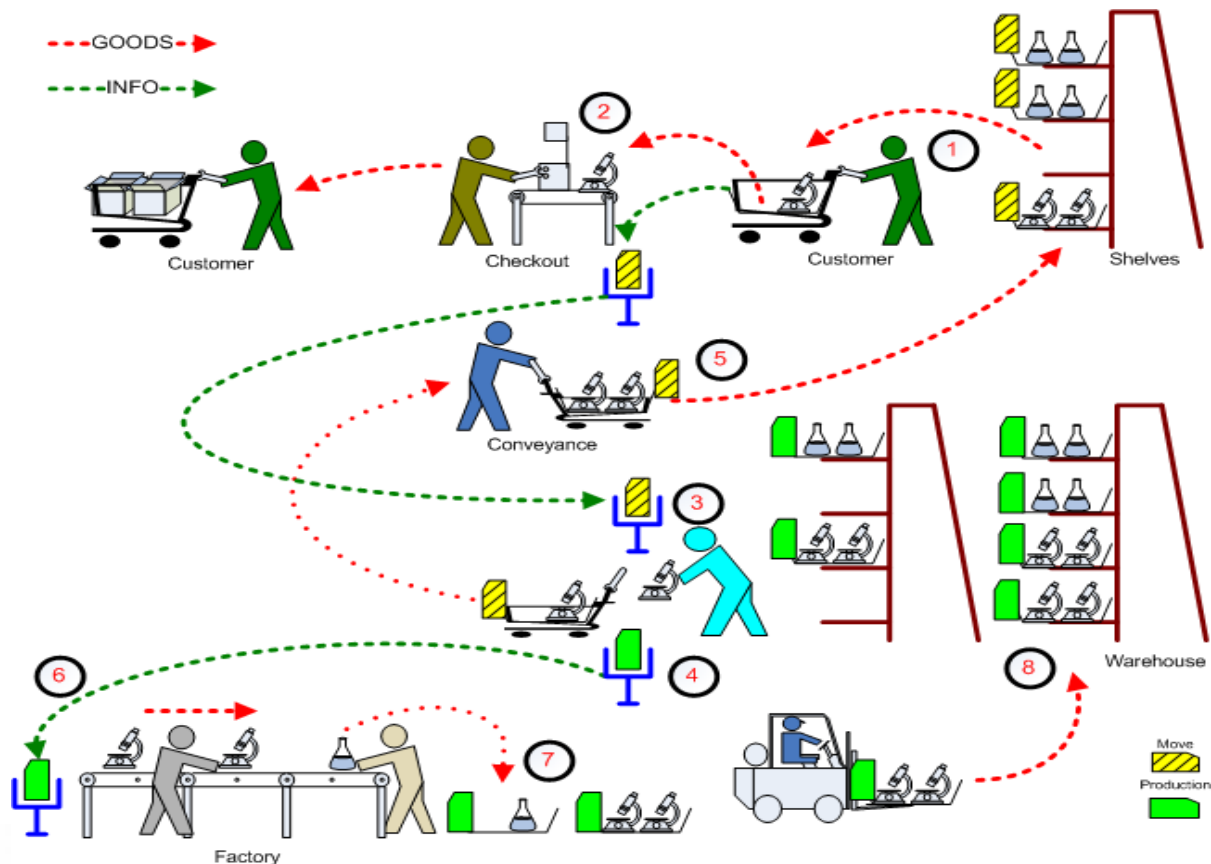 GOODS
INFO
2
1
Customer
Checkout
Customer
Shelves
5
Conveyance
3
Warehouse
6
4
8
7
Move
Production
Factory